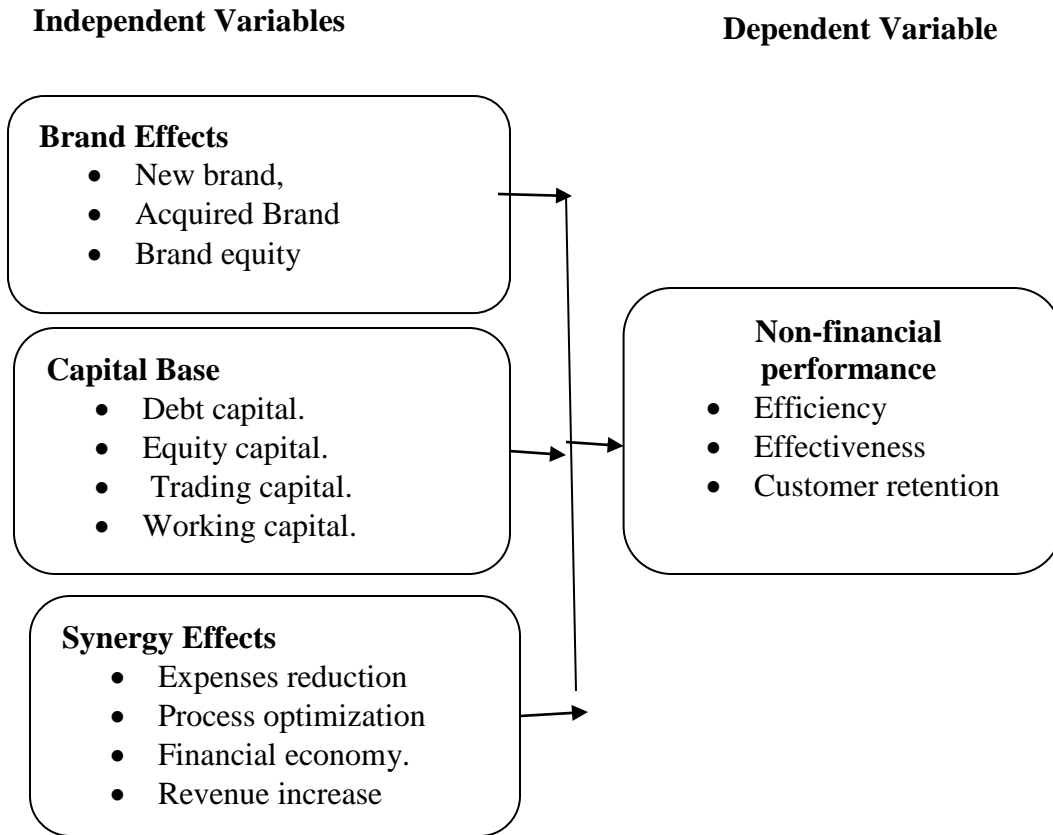 Independent Variables
Dependent Variable
Brand Effects
• New brand,
• Acquired Brand
• Brand equity
Capital Base
• Debt capital.
• Equity capital.
• Trading capital.
• Working capital.
Synergy Effects
• Expenses reduction
• Process optimization
• Financial economy.
• Revenue increase
Non-financial
performance
• Efficiency
• Effectiveness
• Customer retention